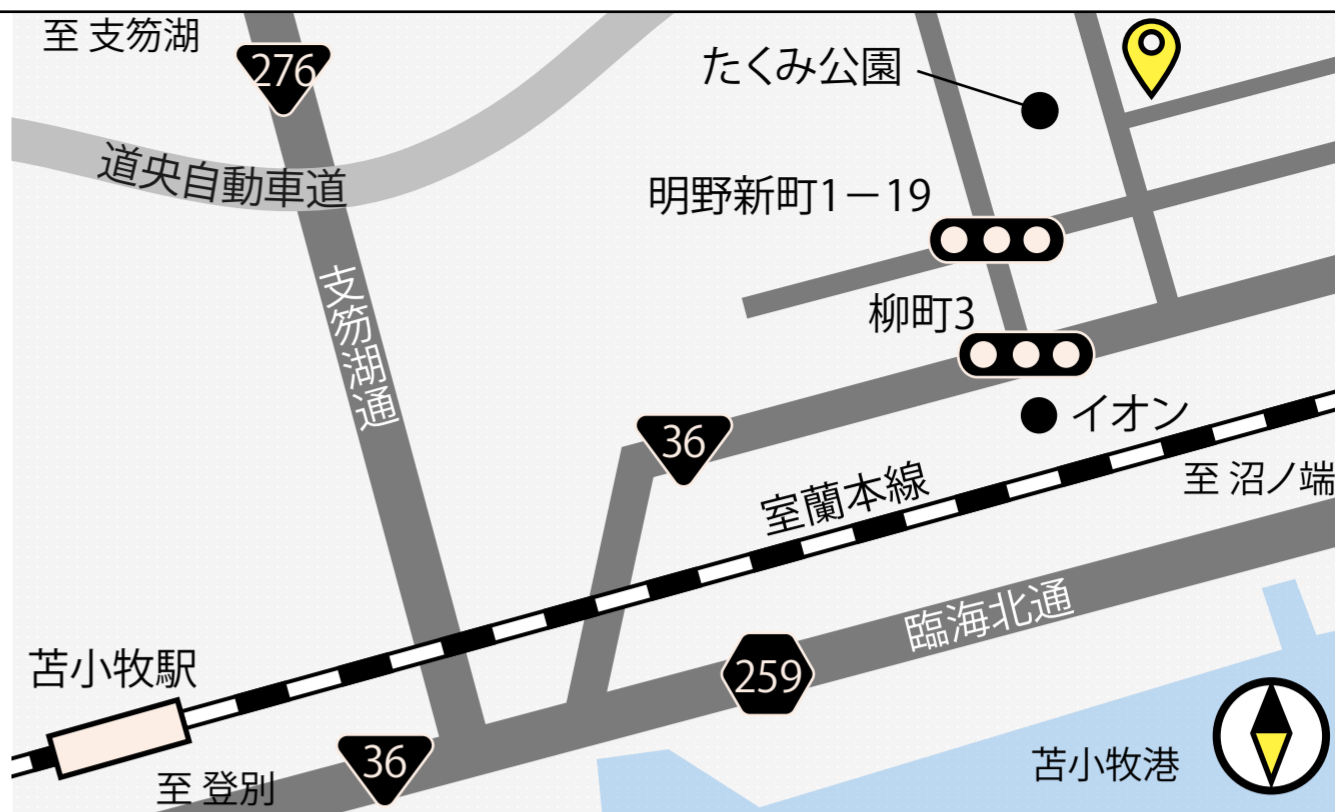 至 支笏湖
276
たくみ公園
道央自動車道
明野新町1－19
支笏湖通
柳町3
イオン
36
至 沼ノ端
室蘭本線
臨海北通
苫小牧駅
259
36
苫小牧港
至 登別